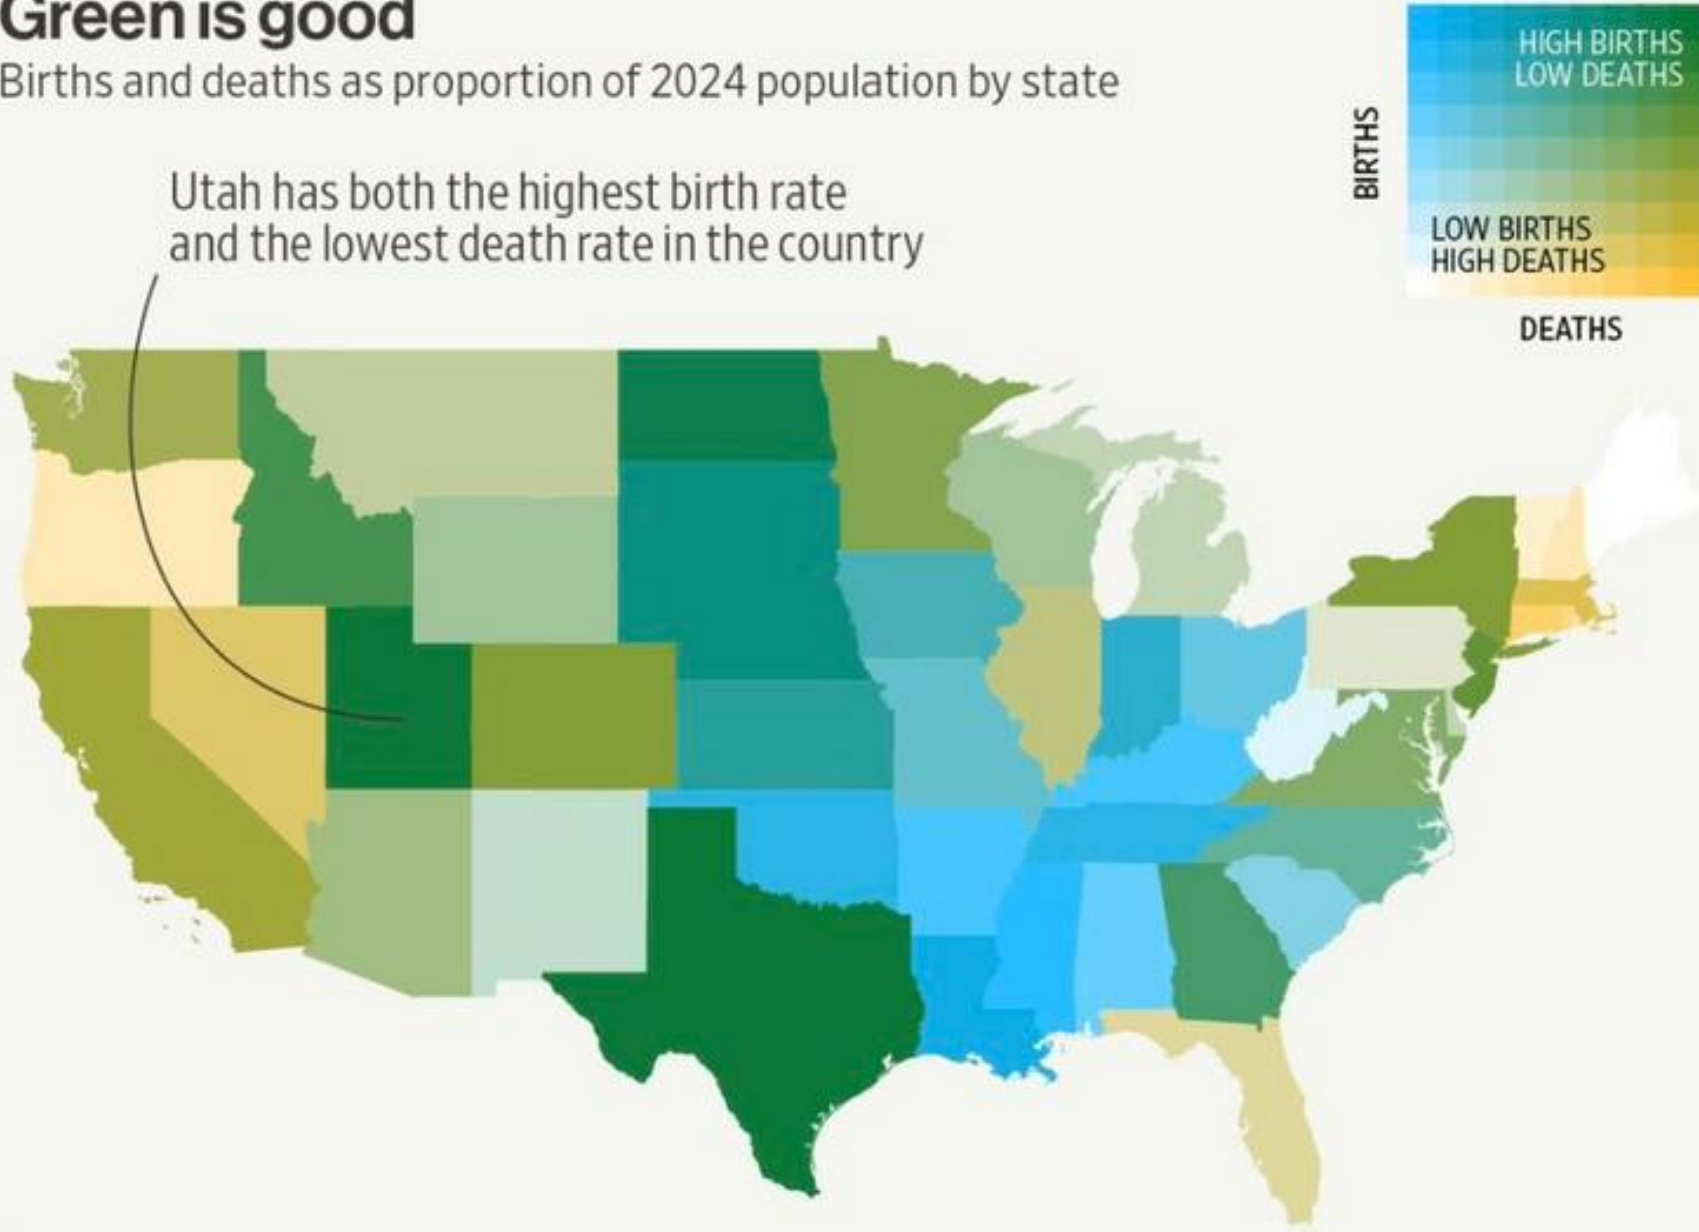 Green is good
Births and deaths as proportion of 2024 population by state
HIGH BIRTHS
LOW DEATHS
BIRTHS
LOW BIRTHS
HIGH DEATHS
DEATHS
Utah has both the highest birth rate
and the lowest death rate in the country